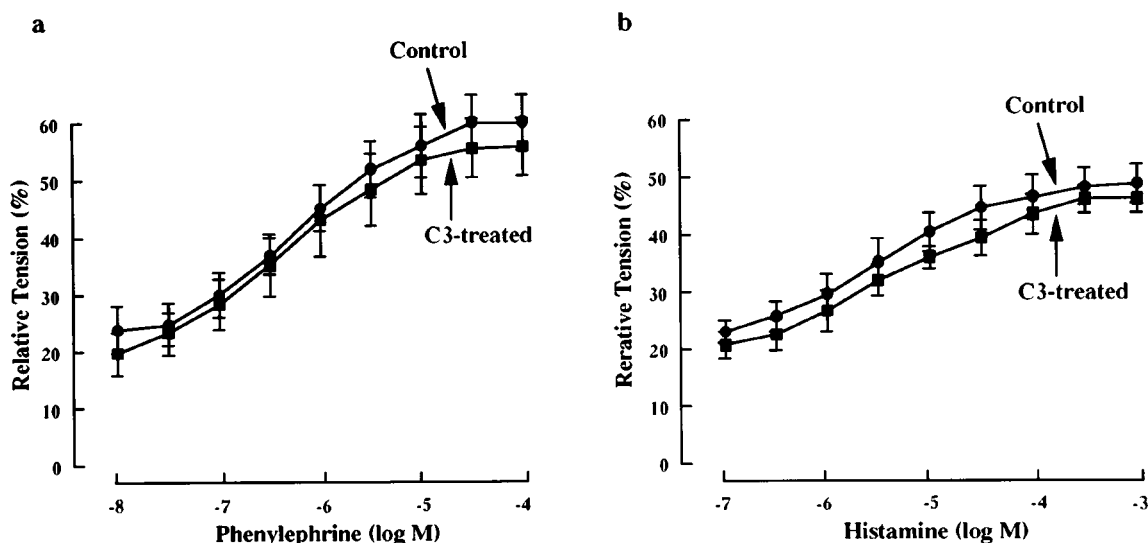 a
Control
C3-treated
Relative Tension (%)
60
50
40
30
20
10
0
-8
-7
-6
-5
-4
Phenylephrine (log M)
b
Control
C3-treated
Rerative Tension (%)
60
50
40
30
20
10
0
-7
-6
-5
-4
-3
Histamine (log M)